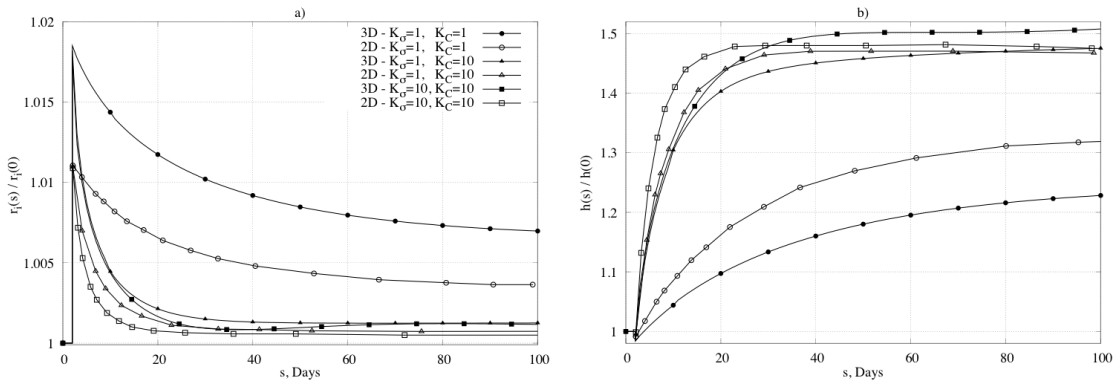 a)
1.02
1.015
1.01
1.005
1
r_i(s) / r_i(0)
3D - K_σ=1, K_C=1
2D - K_σ=1, K_C=1
3D - K_σ=1, K_C=10
2D - K_σ=1, K_C=10
3D - K_σ=10, K_C=10
2D - K_σ=10, K_C=10
0 20 40 60 80 100
s, Days
b)
1.5
1.4
1.3
1.2
1.1
1
h(s) / h(0)
0 20 40 60 80 100
s, Days